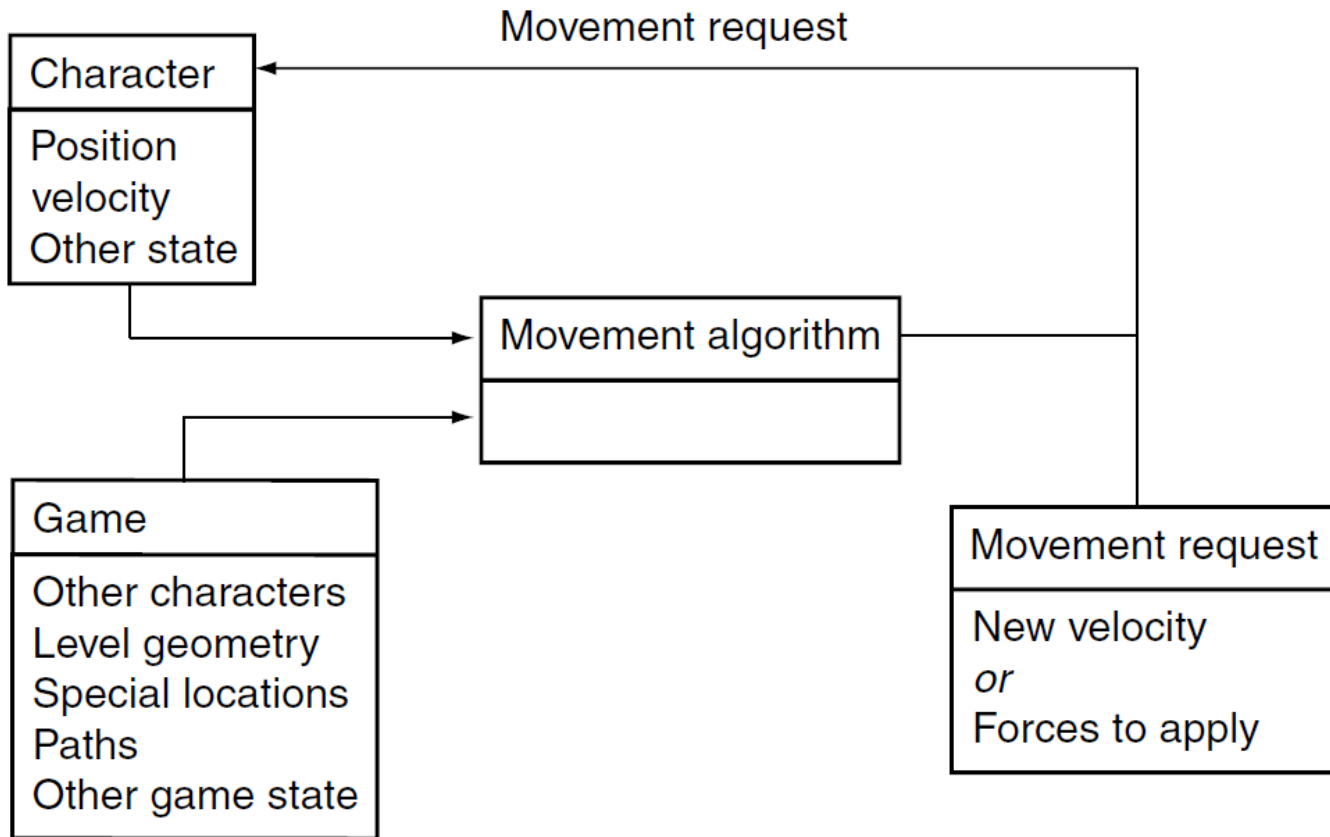 Movement request
Character
Position
velocity
Other state
Movement algorithm
Game
Other characters
Level geometry
Special locations
Paths
Other game state
Movement request
New velocity
or
Forces to apply